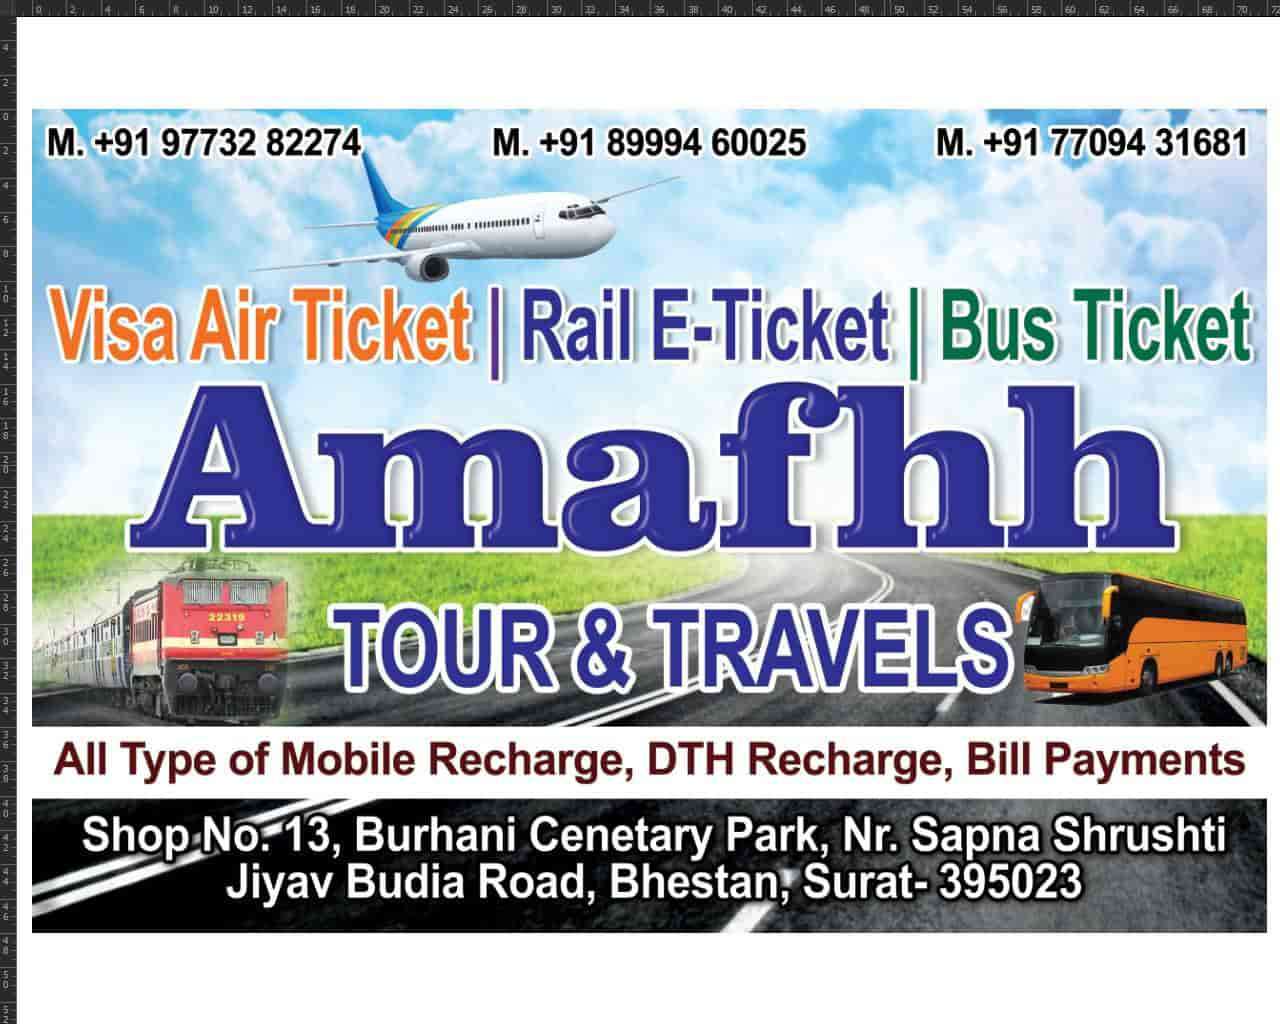 M. +91 97732 82274 M. +91 89994 60025 M. +91 77094 31681
Visa Air Ticket | Rail E-Ticket | Bus Ticket
Amafhh
22319
TOUR & TRAVELS
All Type of Mobile Recharge, DTH Recharge, Bill Payments
Shop No. 13, Burhani Cenetary Park, Nr. Sapna Shrushti
Jiyav Budia Road, Bhestan, Surat- 395023